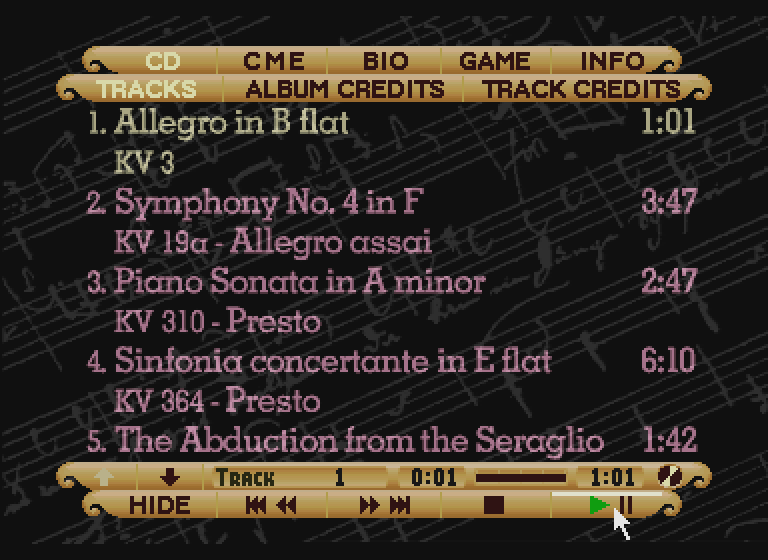 CD CME BIO GAME INFO
TRACKS ALBUM CREDITS TRACK CREDITS
1. Allegro in B flat 1:01
KV 3
2. Symphony No. 4 in F 3:47
KV 19a - Allegro assai
3. Piano Sonata in A minor 2:47
KV 310 - Presto
4. Sinfonia concertante in E flat 6:10
KV 364 - Presto
5. The Abduction from the Seraglio 1:42
TRACK 1 0:01 1:01
HIDE